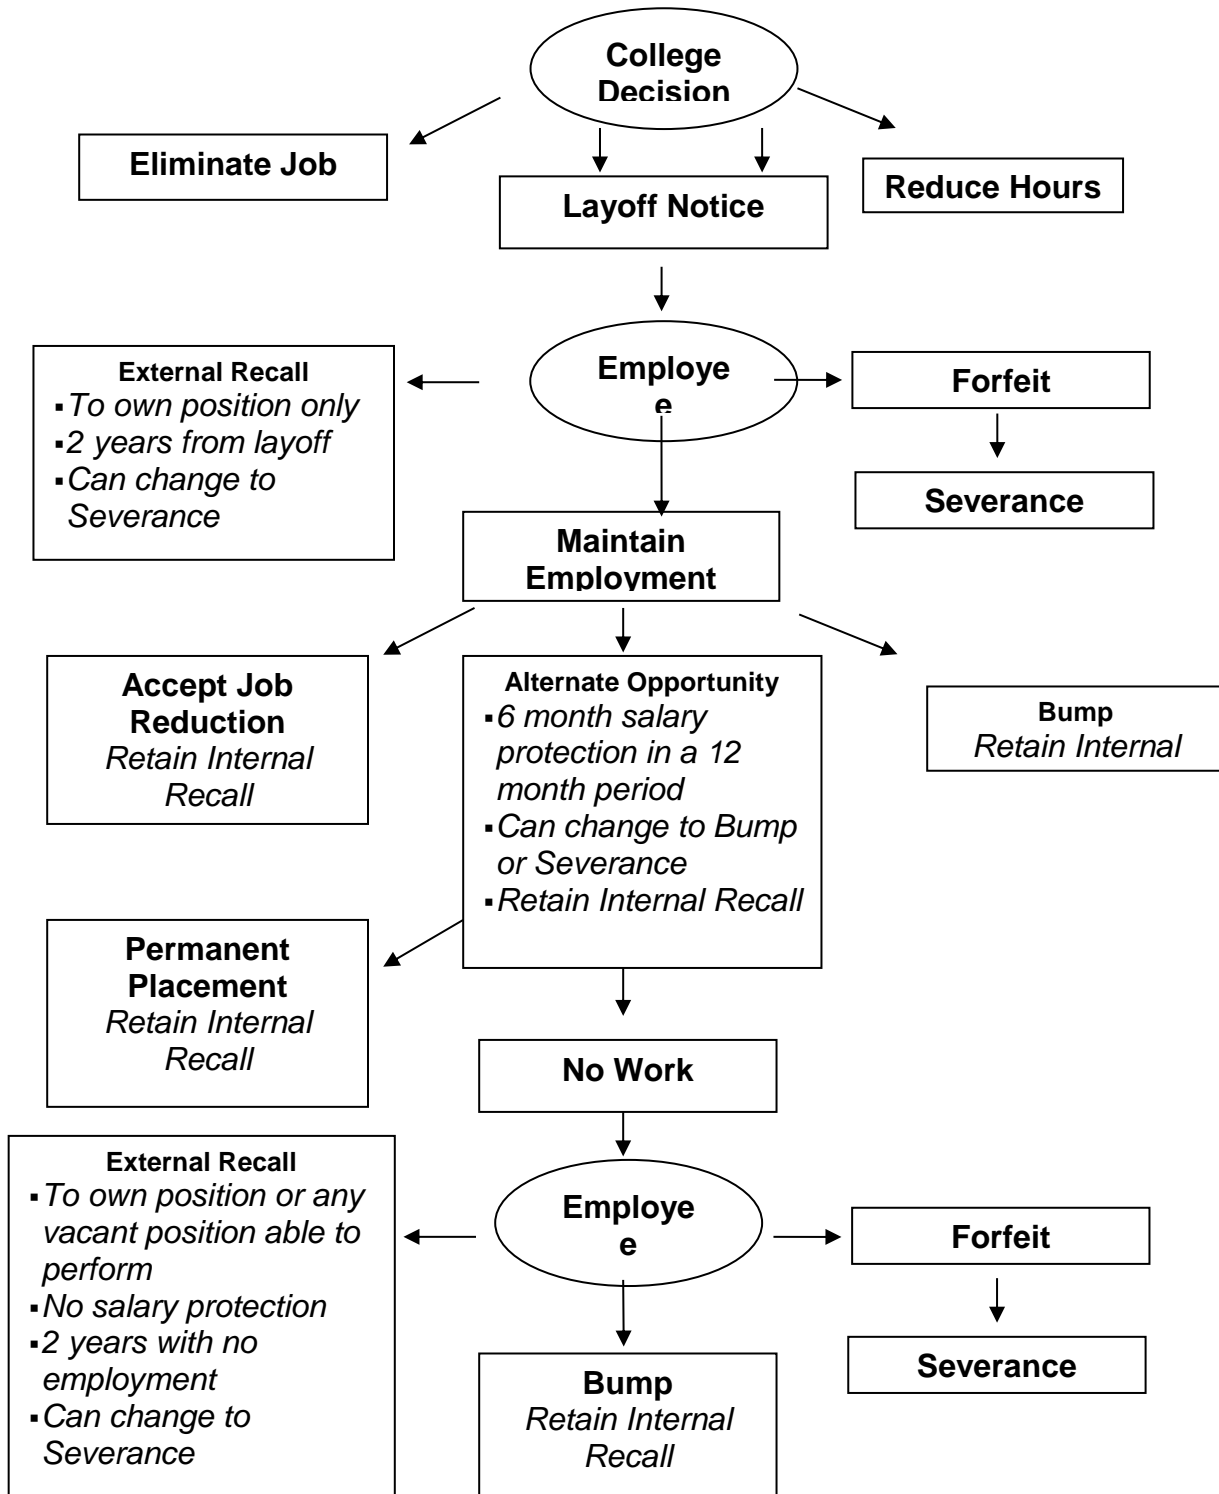 College
Decision
Eliminate Job
Layoff Notice
Reduce Hours
External Recall
▪To own position only
▪2 years from layoff
▪Can change to
Severance
Employe
e
Forfeit
Severance
Maintain
Employment
Accept Job
Reduction
Retain Internal
Recall
Alternate Opportunity
▪6 month salary
protection in a 12
month period
▪Can change to Bump
or Severance
▪Retain Internal Recall
Bump
Retain Internal
Permanent
Placement
Retain Internal
Recall
No Work
External Recall
▪To own position or any
vacant position able to
perform
▪No salary protection
▪2 years with no
employment
▪Can change to
Severance
Employe
e
Forfeit
Severance
Bump
Retain Internal
Recall